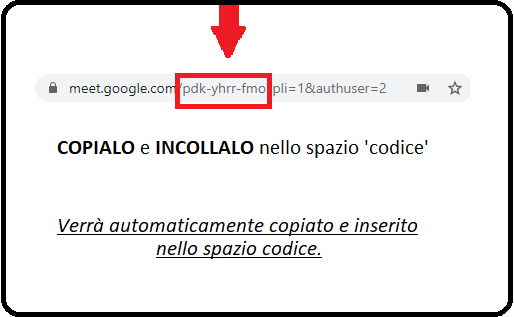 meet.google.com/pdk-yhrr-fmo?pli=1&authuser=2
COPIALO e INCOLLALO nello spazio 'codice'
Verrà automaticamente copiato e inserito
nello spazio codice.